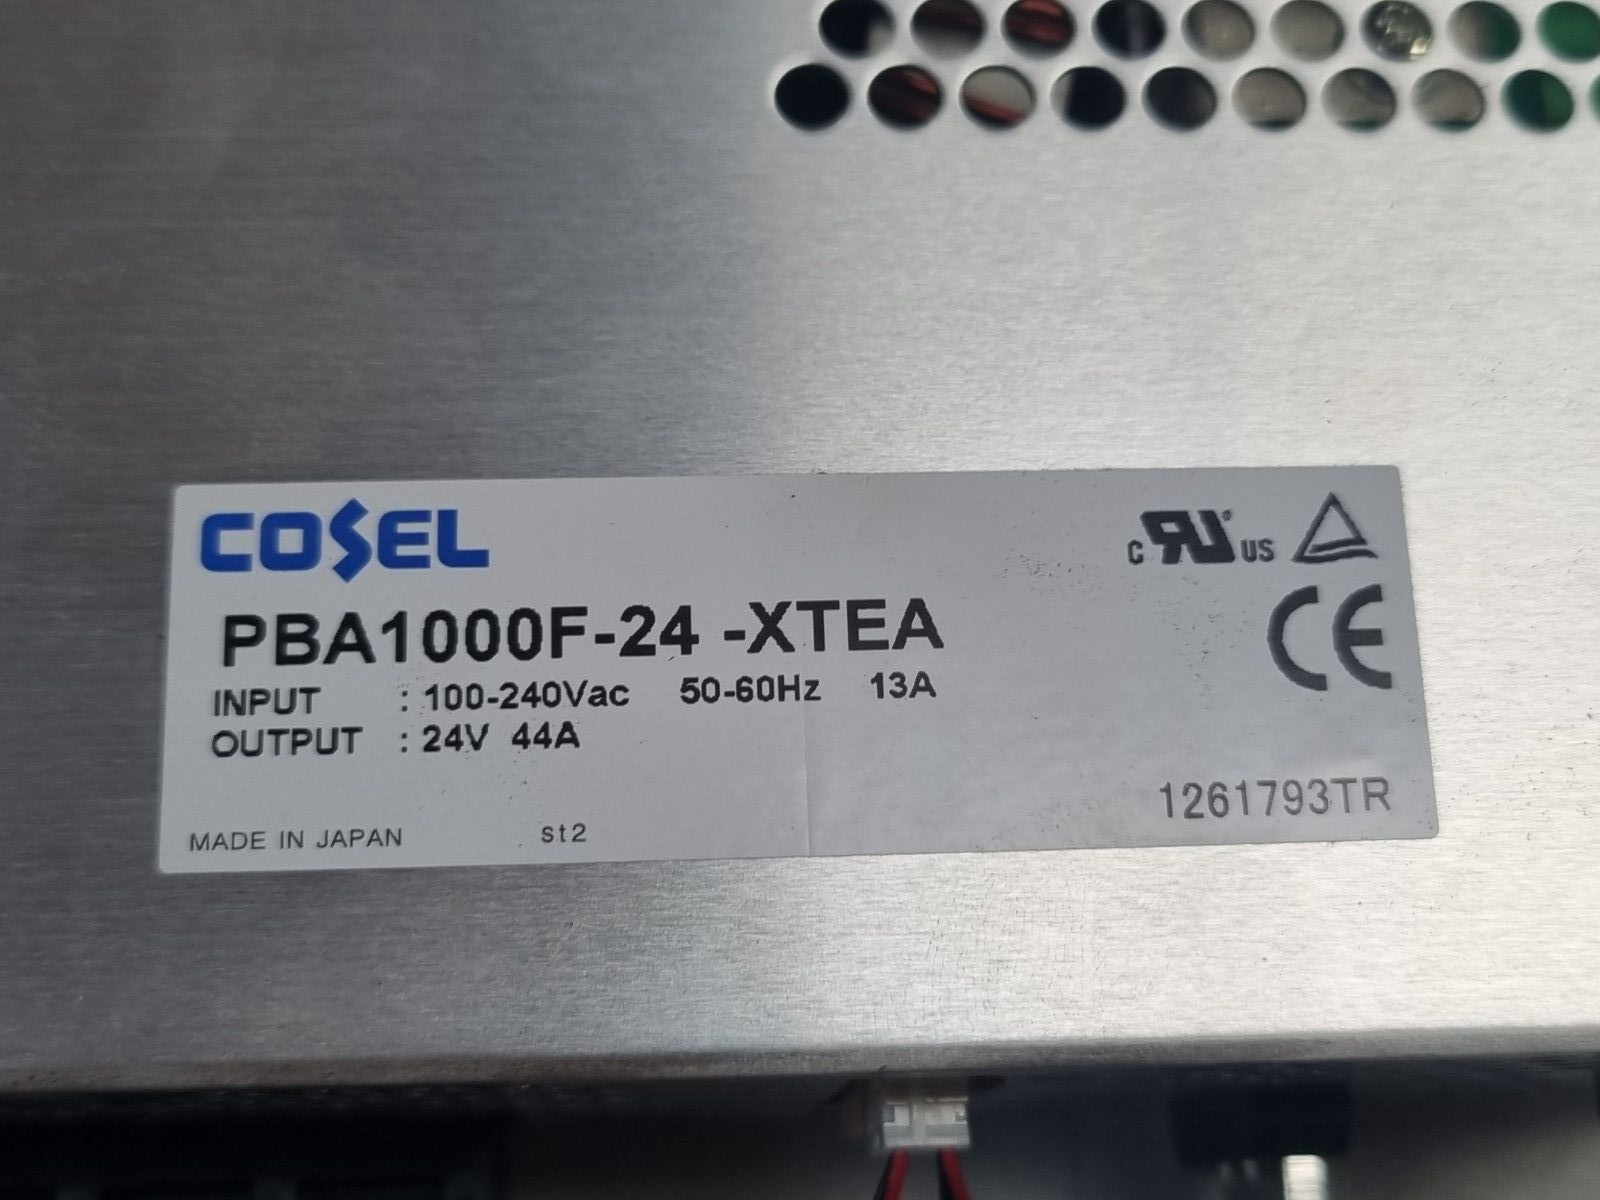 COSEL
c RU® US
PBA1000F-24 -XTEA
CE
INPUT : 100-240Vac 50-60Hz 13A
OUTPUT : 24V 44A
1261793TR
MADE IN JAPAN st2